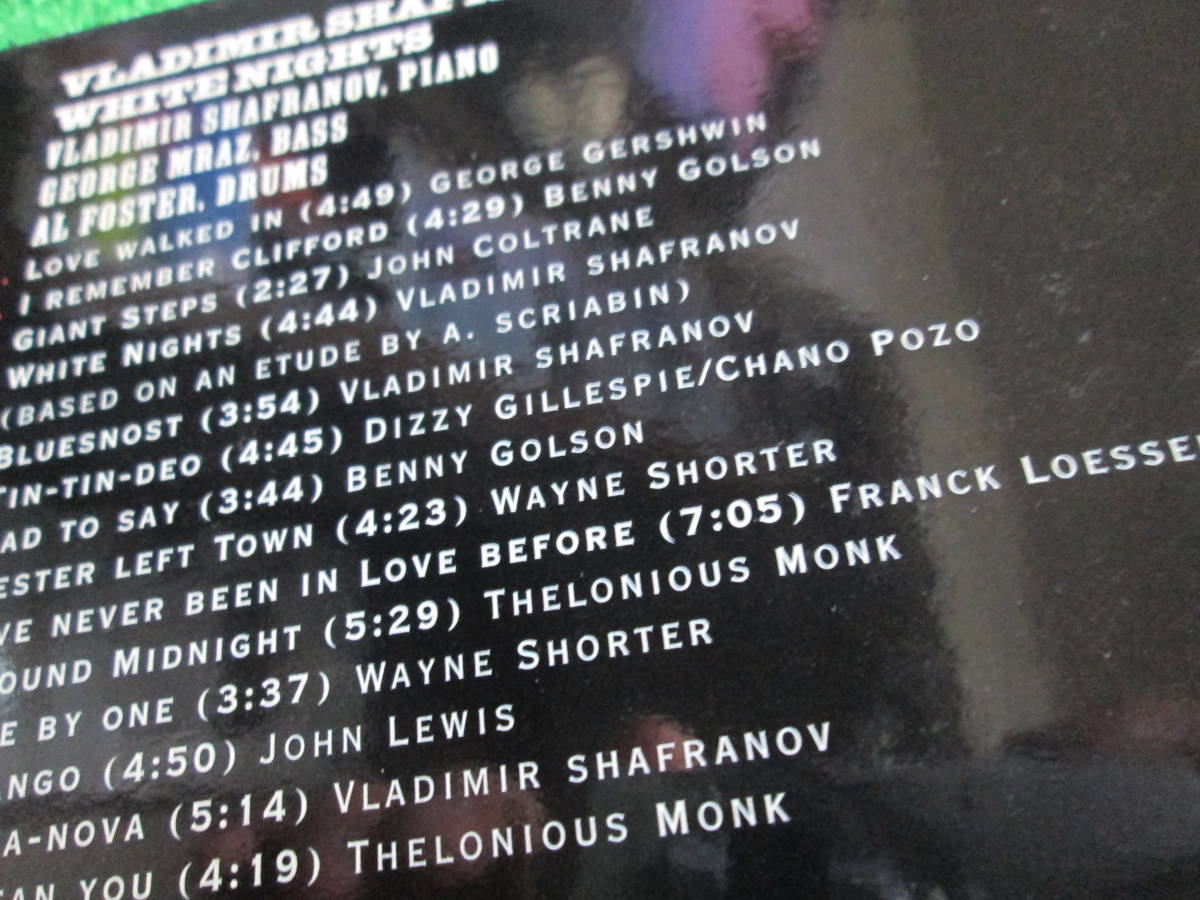 VLADIMIR
WHITE NIGHTS
VLADIMIR SHAFRANOV, PIANO
GEORGE MRAZ, BASS
AL FOSTER, DRUMS
LOVE WALKED IN (4:49) GEORGE GERSHWIN
I REMEMBER CLIFFORD (4:29) BENNY GOLSON
GIANT STEPS (2:27) JOHN COLTRANE
WHITE NIGHTS (4:44) VLADIMIR SHAFRANOV
(BASED ON AN ETUDE BY A. SCRIABIN)
BLUESNOST (3:54) VLADIMIR SHAFRANOV
TIN-TIN-DEO (4:45) DIZZY GILLESPIE/CHANO POZO
AD TO SAY (3:44) BENNY GOLSON
ESTER LEFT TOWN (4:23) WAYNE SHORTER
VE NEVER BEEN IN LOVE BEFORE (7:05) FRANCK LOESSE
OUND MIDNIGHT (5:29) THELONIOUS MONK
E BY ONE (3:37) WAYNE SHORTER
NGO (4:50) JOHN LEWIS
A-NOVA (5:14) VLADIMIR SHAFRANOV
EAN YOU (4:19) THELONIOUS MONK